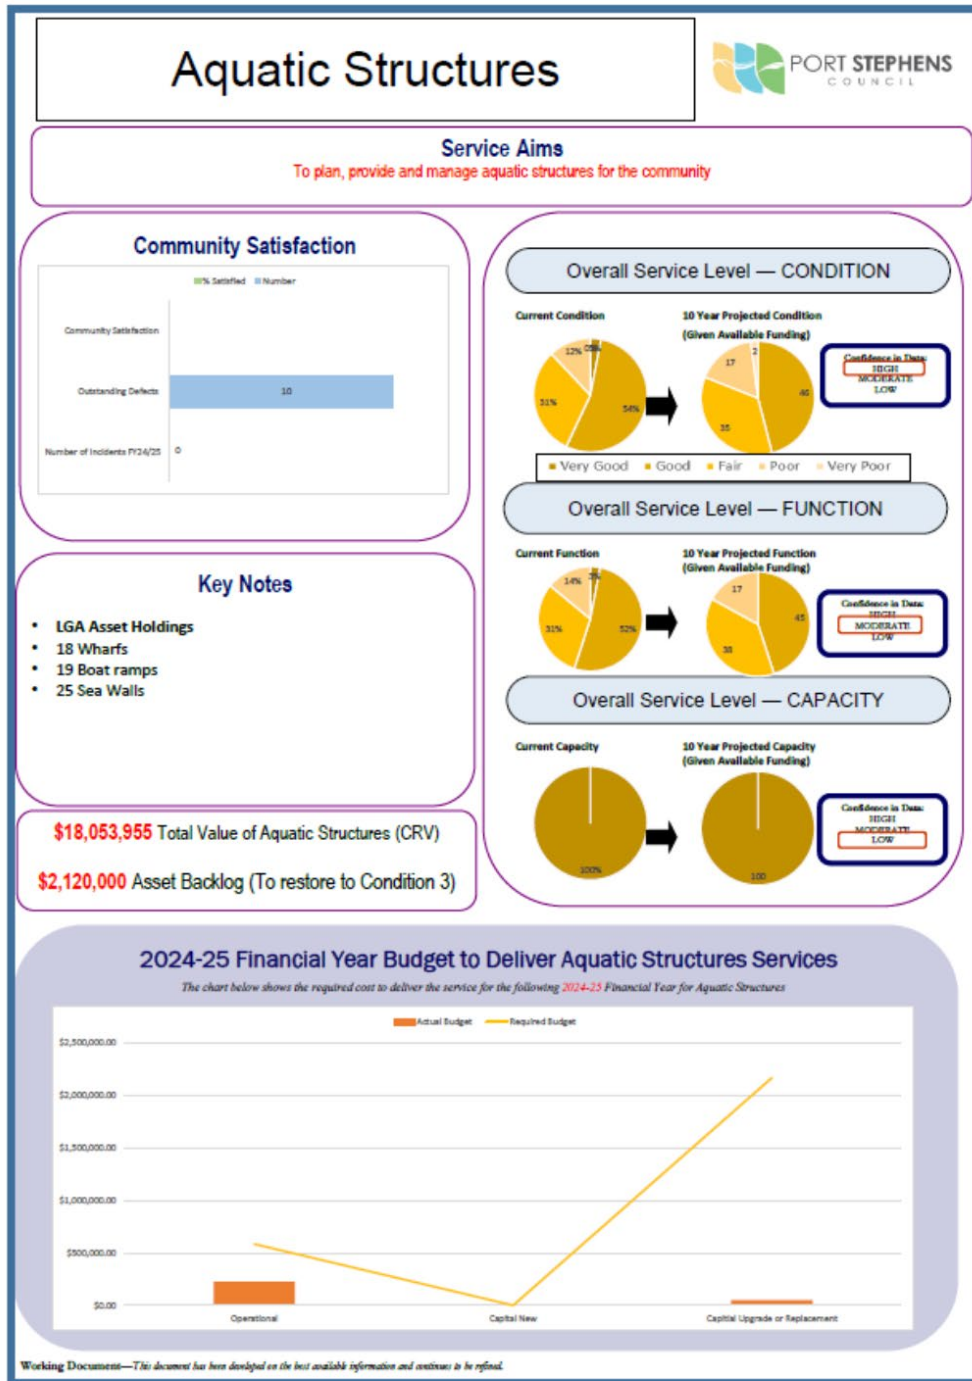 Aquatic Structures
PORT STEPHENS
COUNCIL
Service Aims
To plan, provide and manage aquatic structures for the community
Community Satisfaction
% Satisfied Number
Community Satisfaction
Outstanding Defects
10
Number of Incidents FY24/25
0
Key Notes
• LGA Asset Holdings
• 18 Wharfs
• 19 Boat ramps
• 25 Sea Walls
$18,053,955 Total Value of Aquatic Structures (CRV)
$2,120,000 Asset Backlog (To restore to Condition 3)
Overall Service Level — CONDITION
Current Condition
12%
31%
54%
10 Year Projected Condition
(Given Available Funding)
2
17
46
35
Confidence in Data:
HIGH
MODERATE
LOW
Very Good Good Fair Poor Very Poor
Overall Service Level — FUNCTION
Current Function
14%
3%
31%
52%
10 Year Projected Function
(Given Available Funding)
17
45
38
Confidence in Data:
HIGH
MODERATE
LOW
Overall Service Level — CAPACITY
Current Capacity
100%
10 Year Projected Capacity
(Given Available Funding)
100
Confidence in Data:
HIGH
MODERATE
LOW
2024-25 Financial Year Budget to Deliver Aquatic Structures Services
The chart below shows the required cost to deliver the service for the following 2024-25 Financial Year for Aquatic Structures
Actual Budget Required Budget
$2,500,000.00
$2,000,000.00
$1,500,000.00
$1,000,000.00
$500,000.00
$0.00
Operational
Capital New
Capitial Upgrade or Replacement
Working Document—This document has been developed on the best available information and continues to be refined.